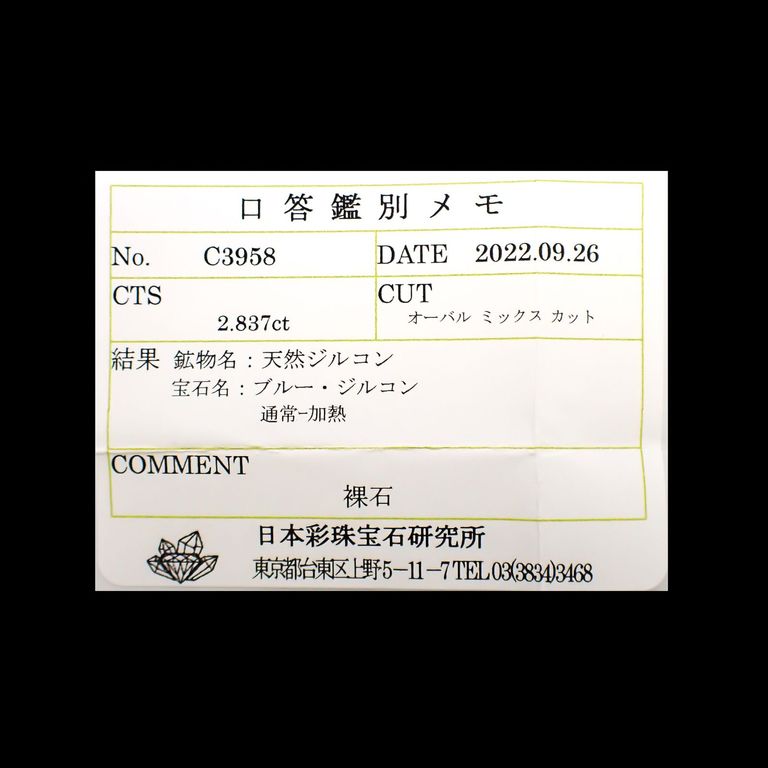 口答鑑別メモ
No. C3958 DATE 2022.09.26
CTS CUT
2.837ct オーバル ミックス カット
結果 鉱物名：天然ジルコン
宝石名：ブルー・ジルコン
通常-加熱
COMMENT
裸石
日本彩珠宝石研究所
東京都台東区上野5－11－7 TEL 03(3834)3468